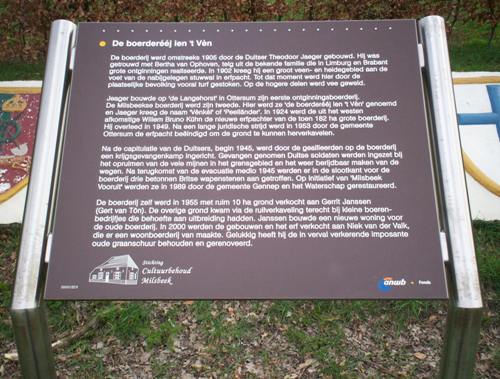 De boerderééj ien 't Vèn
De boerderij werd omstreeks 1905 door de Duitser Theodoor Jaeger gebouwd. Hij was
getrouwd met Bertha van Ophoven, telg uit de bekende familie die in Limburg en Brabant
grote ontginningen realiseerde. In 1902 kreeg hij een groot veen- en heidegebied aan de
voet van de nabijgelegen stuwwal in erfpacht. Tot dat moment hier door de
plaatselijke bevolking vooral turf gestoken. Op de hogere delen werd vee geweid.
Jaeger bouwde op 'de Langehorst' in Ottersum zijn eerste ontginningsboerderij.
De Milsbeekse boerderij werd zijn tweede. Hier werd ze 'de boerderééj ien 't Vèn' genoemd
en Jaeger kreeg de naam 'Vénköl' of 'Peelländer'. In 1924 werd de uit het westen
afkomstige Willem Bruno Kühn de nieuwe erfpachter van de toen 162 ha grote boerderij.
Hij overleed in 1949. Na een lange juridische strijd werd in 1953 door de gemeente
Ottersum de erfpacht beëindigd om de grond te kunnen herverkavelen.
Na de capitulatie van de Duitsers, begin 1945, werd door de geallieerden op de boerderij
een krijgsgevangenkamp ingericht. Gevangen genomen Duitse soldaten werden ingezet bij
het opruimen van de vele mijnen in het grensgebied en het weer berijdbaar maken van de
wegen. Na terugkomst van de evacuatie medio 1945 werden er in de slootkant voor de
boerderij drie betonnen Britse wapenstenen aan getroffen. Op initiatief van 'Milsbeek
Vooruit' werden ze in 1989 door de gemeente Gennep en het Waterschap gerestaureerd.
De boerderij zelf werd in 1955 met ruim 10 ha grond verkocht aan Gerrit Janssen
(Gert van Tön). De overige grond kwam via de ruilverkaveling terecht bij kleine boeren-
bedrijfjes die behoefte aan uitbreiding hadden. Janssen bouwde een nieuwe woning voor
de oude boerderij. In 2000 werden de gebouwen en het erf verkocht aan Niek van der Valk,
die er een woonboerderij van maakte. Gelukkig heeft hij de in verval verkerende imposante
oude graanschuur behouden en gerenoveerd.
Stichting
Cultuurbehoud
Milsbeek
anwb Fonds